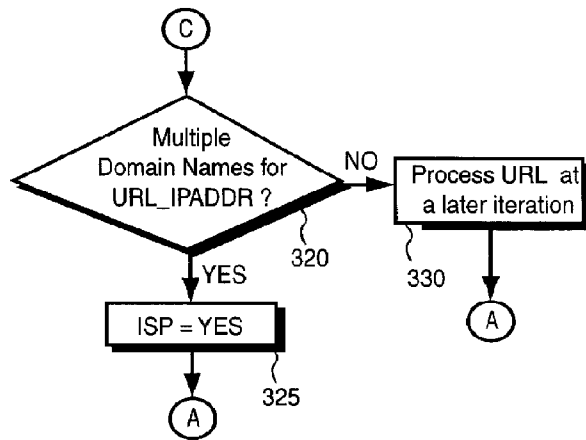 C
Multiple
Domain Names for
URL_IPADDR ?
NO
Process URL at
a later iteration
320
330
YES
ISP = YES
A
325
A